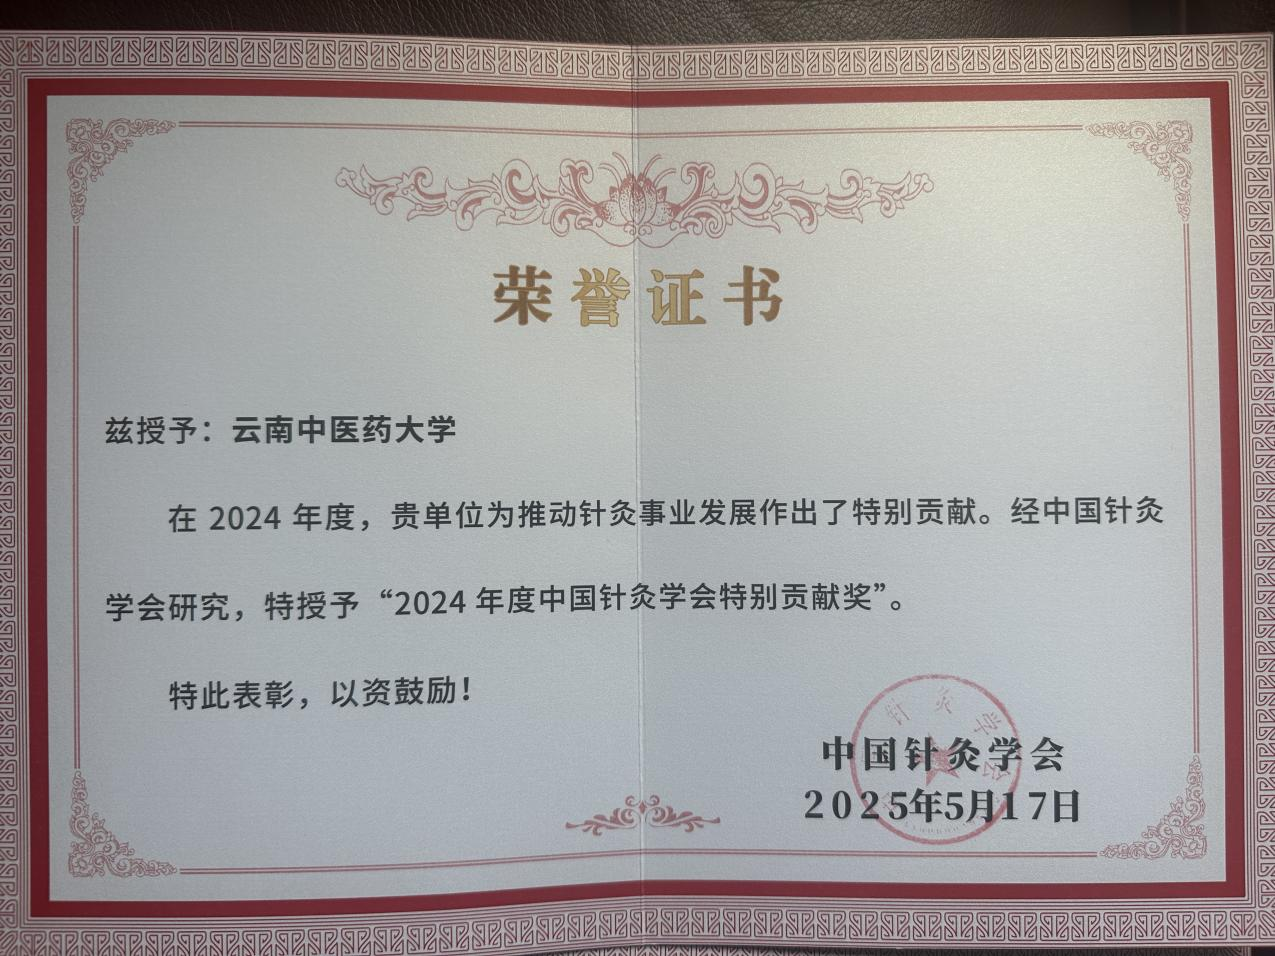 荣誉证书
兹授予：云南中医药大学
在 2024 年度，贵单位为推动针灸事业发展作出了特别贡献。经中国针灸
学会研究，特授予“2024 年度中国针灸学会特别贡献奖”。
特此表彰，以资鼓励！
中国针灸学会
2025年5月17日
针灸学会